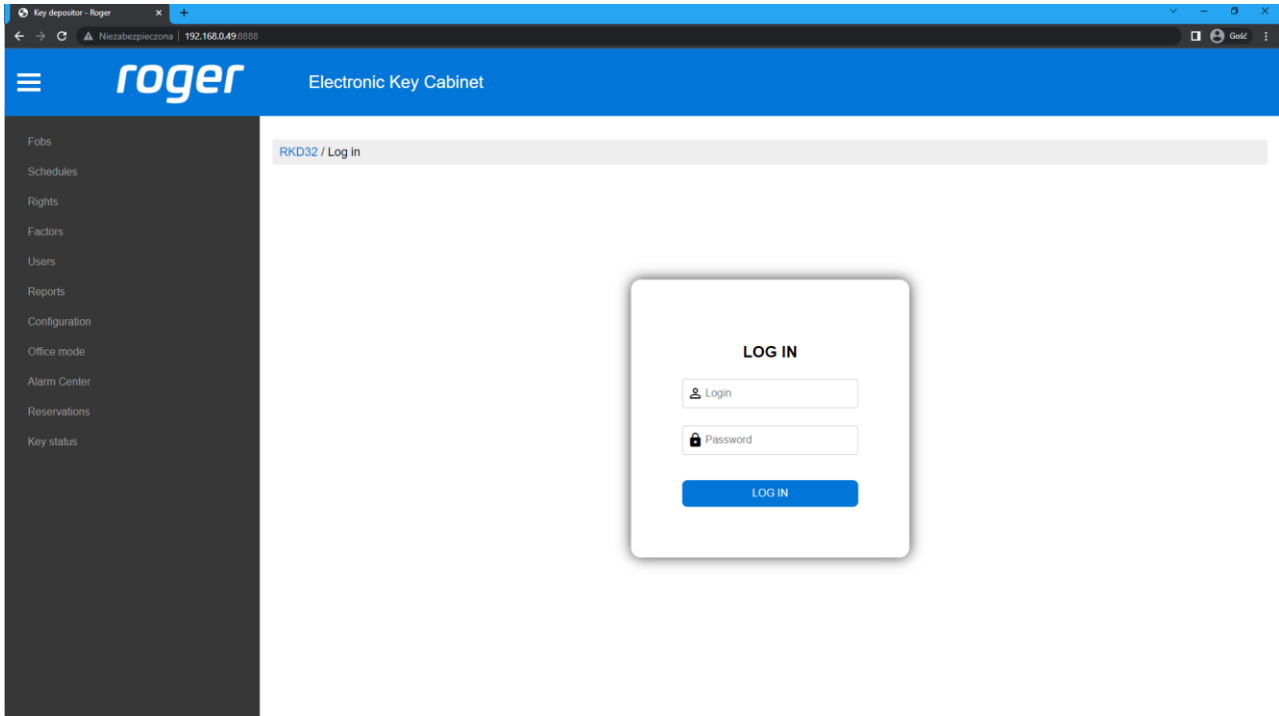 Key depositor - Roger
Niezabezpieczona | 192.168.0.49:8888
Gość
roger
Electronic Key Cabinet
Fobs
Schedules
Rights
Factors
Users
Reports
Configuration
Office mode
Alarm Center
Reservations
Key status
RKD32 / Log in
LOG IN
Login
Password
LOG IN